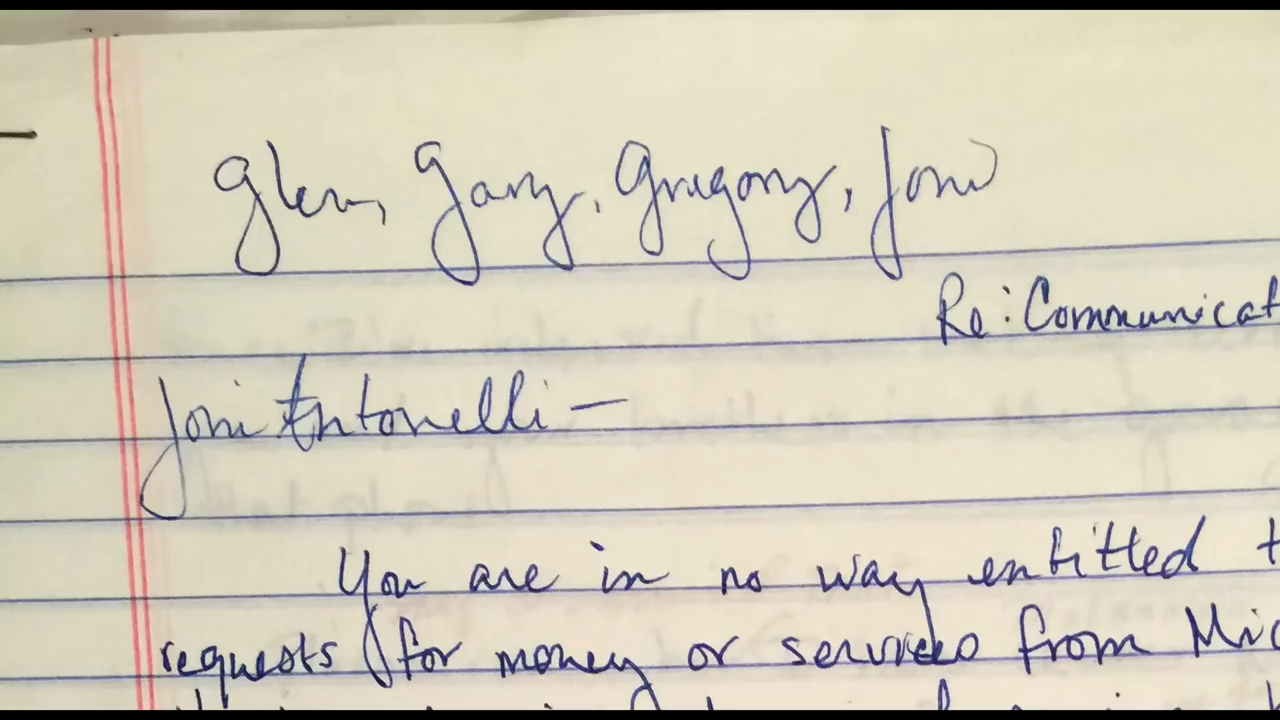 Glen, Gary, Gregory, Joni
Re: Communicat
Joni Antonelli —
You are in no way entitled t
requests for money or services from Mic